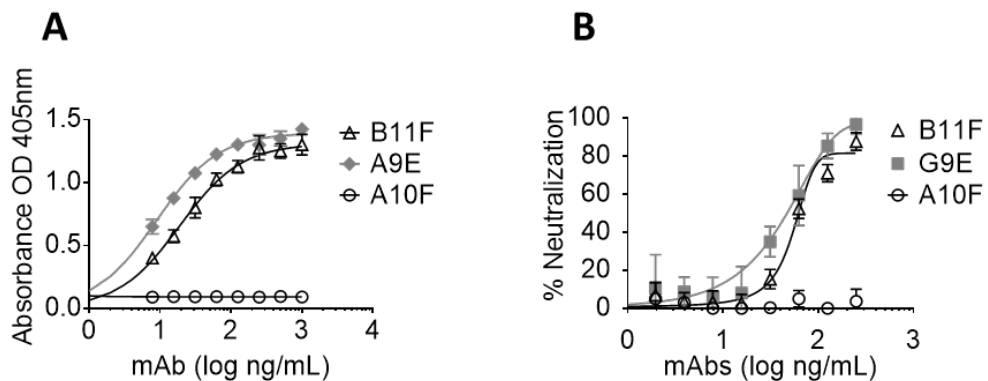 A
Absorbance OD 405nm
1.5
1.0
0.5
0.0
0 1 2 3 4
mAb (log ng/mL)
B11F
A9E
A10F
B
% Neutralization
100
80
60
40
20
0
0 1 2 3
mAbs (log ng/mL)
B11F
G9E
A10F